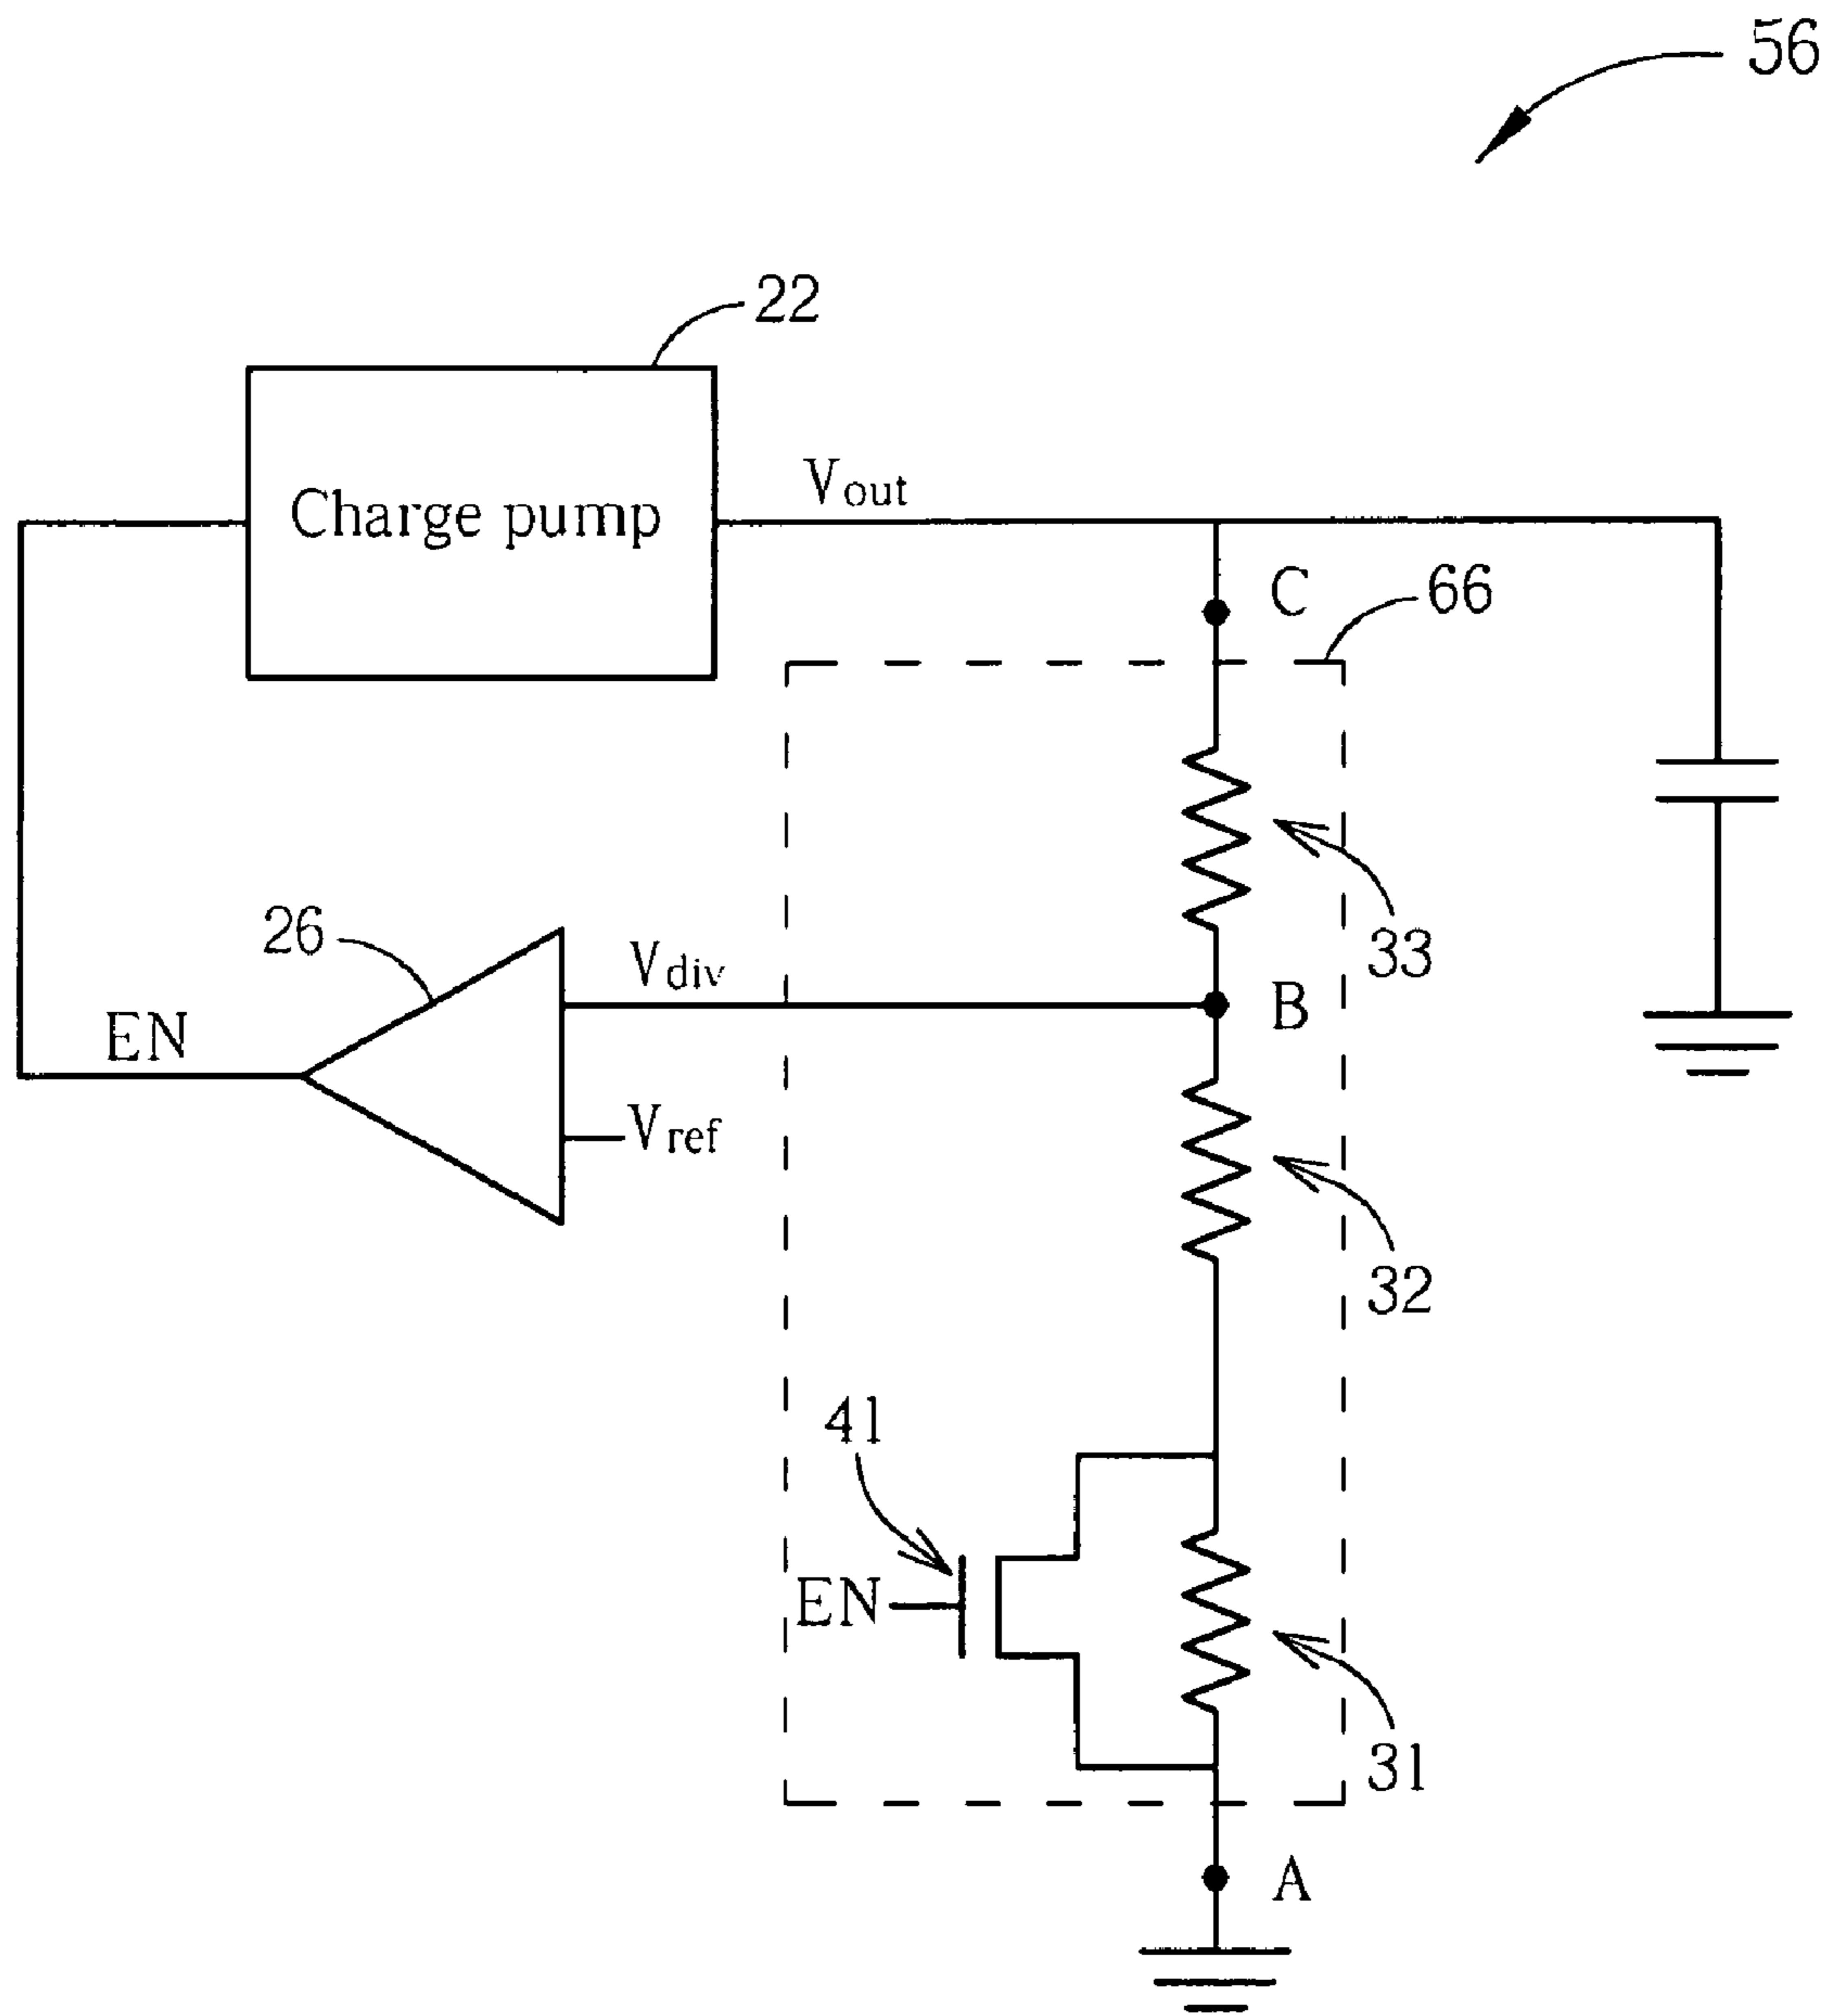 56
22
Charge pump
Vout
C
66
33
26
Vdiv
B
EN
Vref
32
41
EN
31
A